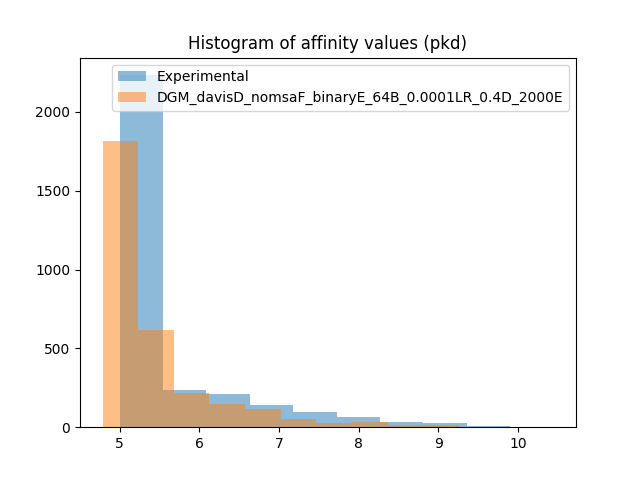 Histogram of affinity values (pkd)
Experimental
DGM_davisD_nomsaF_binaryE_64B_0.0001LR_0.4D_2000E
2000
1500
1000
500
0
5 6 7 8 9 10